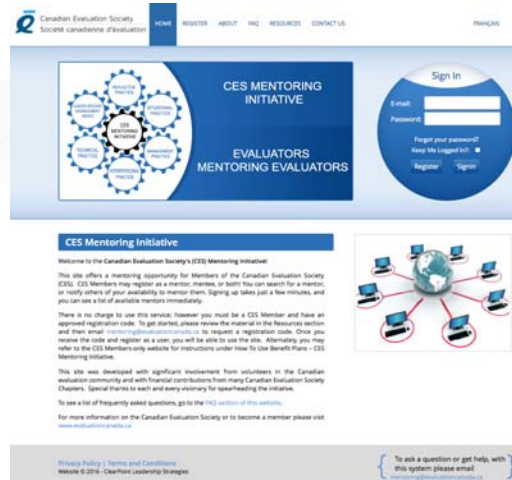 Canadian Evaluation Society
Société canadienne d'évaluation
HOME REGISTER ABOUT FAQ RESOURCES CONTACT US FRANÇAIS
REFLECTIVE PRACTICE
SITUATIONAL PRACTICE
MANAGEMENT PRACTICE
INTERPERSONAL PRACTICE
TECHNICAL PRACTICE
CES MENTORING INITIATIVE
CES MENTORING
INITIATIVE
EVALUATORS
MENTORING EVALUATORS
Sign In
E-mail:
Password:
Forgot your password?
Keep Me Logged In?:
Register Signin
CES Mentoring Initiative
Welcome to the Canadian Evaluation Society's (CES) Mentoring Initiative!
This site offers a mentoring opportunity for Members of the Canadian Evaluation Society
(CES). CES Members may register as a mentor, mentee, or both! You can search for a mentor,
or notify others of your availability to mentor them. Signing up takes just a few minutes, and
you can see a list of available mentors immediately.
There is no charge to use this service; however you must be a CES Member and have an
approved registration code. To get started, please review the material in the Resources section
and then email mentoring@evaluationcanada.ca to request a registration code. Once you
receive the code and register as a user, you will be able to use the site. Alternately, you may
refer to the CES Members-only website for instructions under How To Use Benefit Plans – CES
Mentoring Initiative.
This site was developed with significant involvement from volunteers in the Canadian
evaluation community and with financial contributions from many Canadian Evaluation Society
Chapters. Special thanks to each and every visionary for spearheading the initiative.
To see a list of frequently asked questions, go to the FAQ section of this website.
For more information on the Canadian Evaluation Society or to become a member please visit
www.evaluationcanada.ca
Privacy Policy | Terms and Conditions
Website © 2016 - ClearPoint Leadership Strategies
To ask a question or get help, with
this system please email
mentoring@evaluationcanada.ca